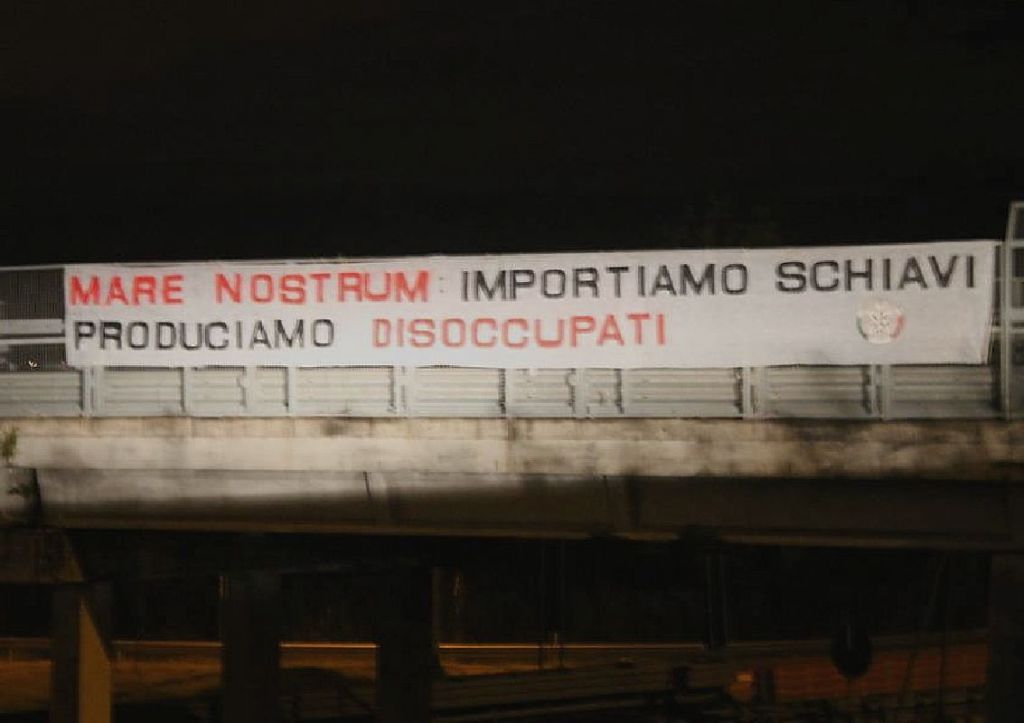 MARE NOSTRUM: IMPORTIAMO SCHIAVI
PRODUCIAMO DISOCCUPATI